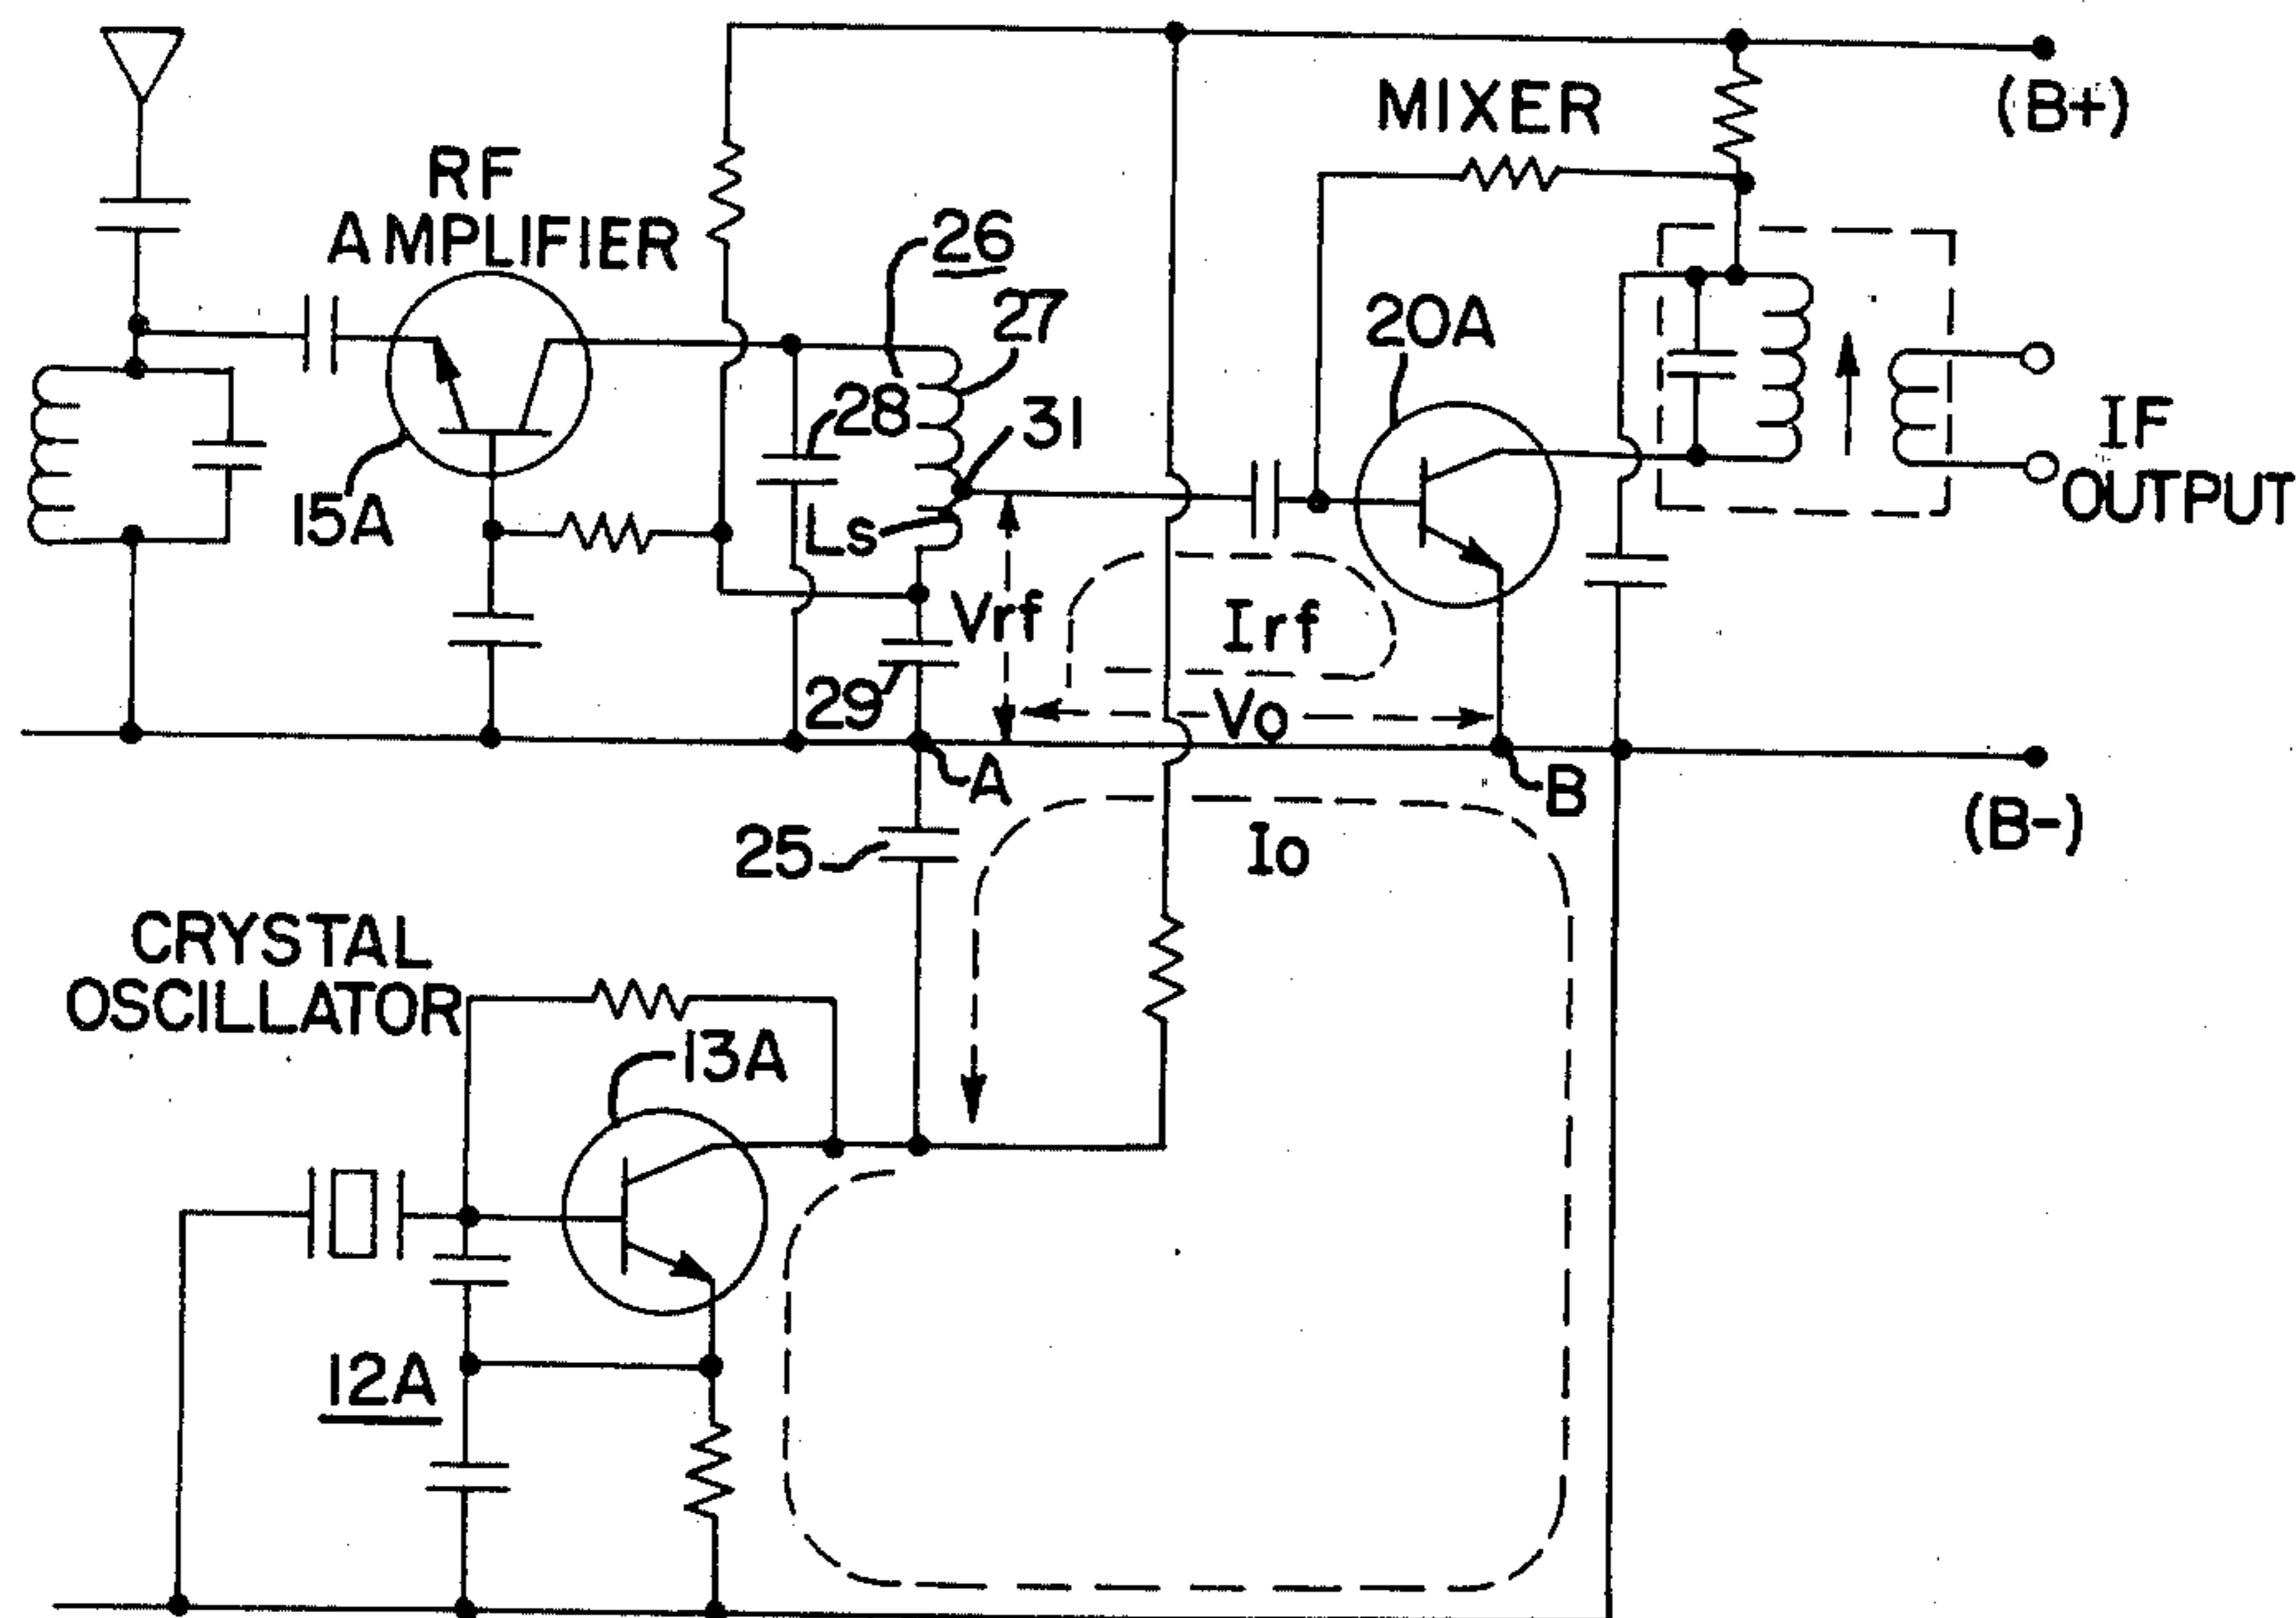 RF
AMPLIFIER
MIXER
(B+)
26
27
28
31
20A
15A
Ls
IF
OUTPUT
Vrf
Irf
29
Vo
A
B
(B-)
25
Io
CRYSTAL
OSCILLATOR
13A
12A